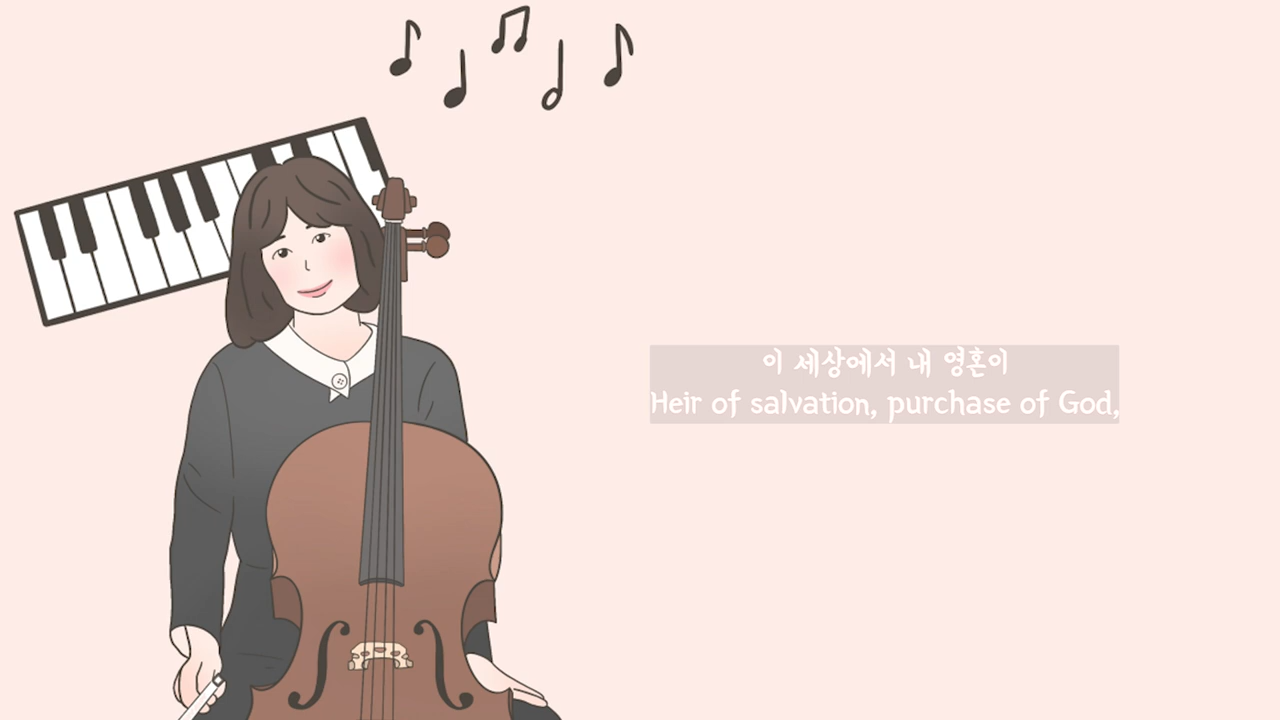 이 세상에서 내 영혼이
Heir of salvation, purchase of God,